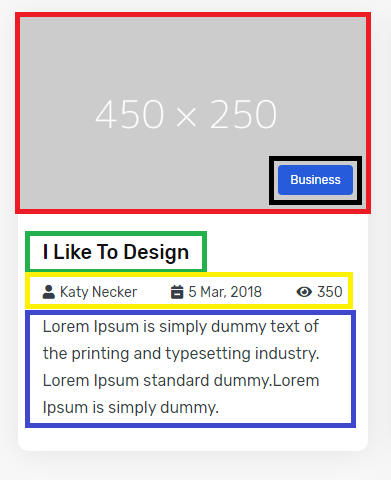 450 × 250
Business
I Like To Design
Katy Necker 5 Mar, 2018 350
Lorem Ipsum is simply dummy text of
the printing and typesetting industry.
Lorem Ipsum standard dummy.Lorem
Ipsum is simply dummy.